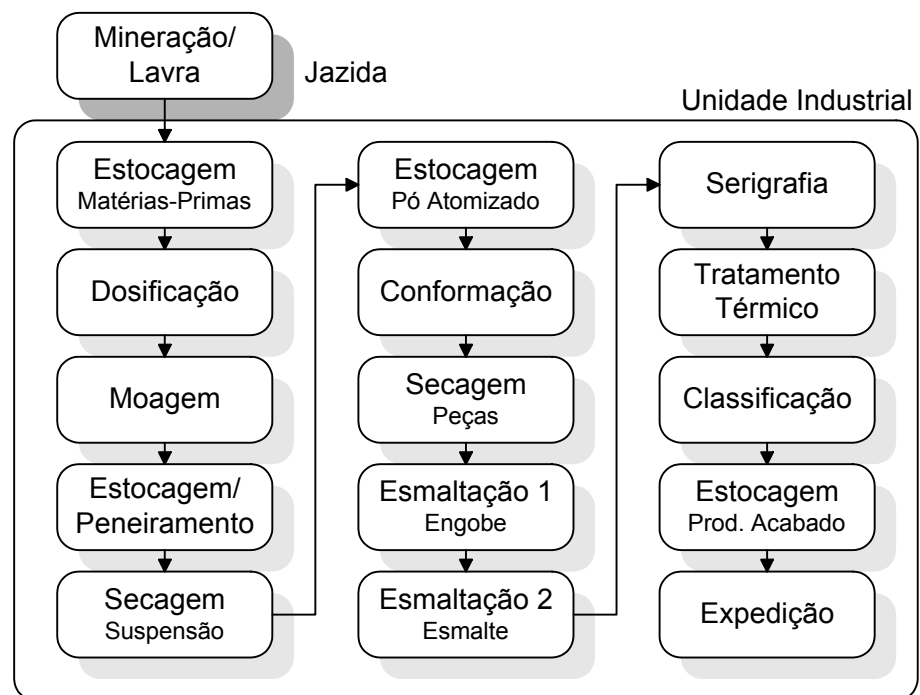 Mineração/
Lavra
Jazida
Unidade Industrial
Estocagem
Matérias-Primas
Dosificação
Moagem
Estocagem/
Peneiramento
Secagem
Suspensão
Estocagem
Pó Atomizado
Conformação
Secagem
Peças
Esmaltação 1
Engobe
Esmaltação 2
Esmalte
Serigrafia
Tratamento
Térmico
Classificação
Estocagem
Prod. Acabado
Expedição